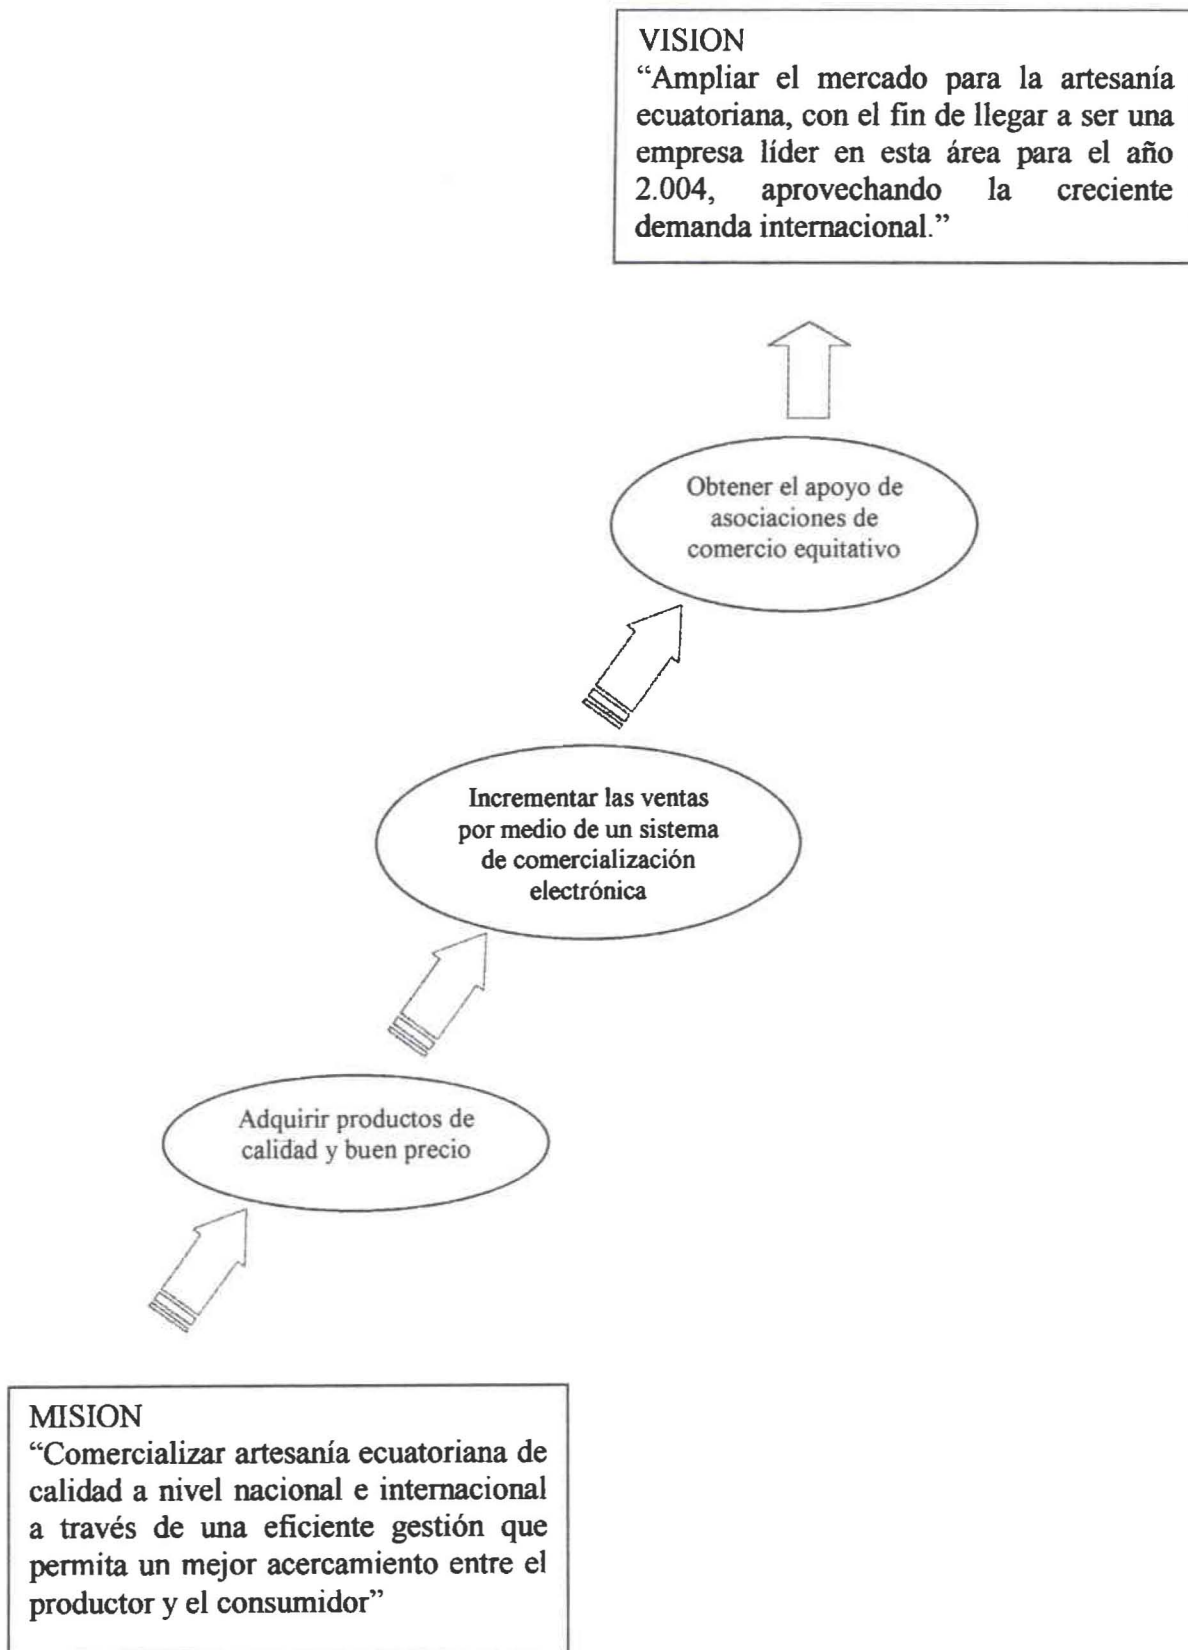 VISION
“Ampliar el mercado para la artesanía
ecuatoriana, con el fin de llegar a ser una
empresa líder en esta área para el año
2.004, aprovechando la creciente
demanda internacional.”
Obtener el apoyo de
asociaciones de
comercio equitativo
Incrementar las ventas
por medio de un sistema
de comercialización
electrónica
Adquirir productos de
calidad y buen precio
MISION
“Comercializar artesanía ecuatoriana de
calidad a nivel nacional e internacional
a través de una eficiente gestión que
permita un mejor acercamiento entre el
productor y el consumidor”